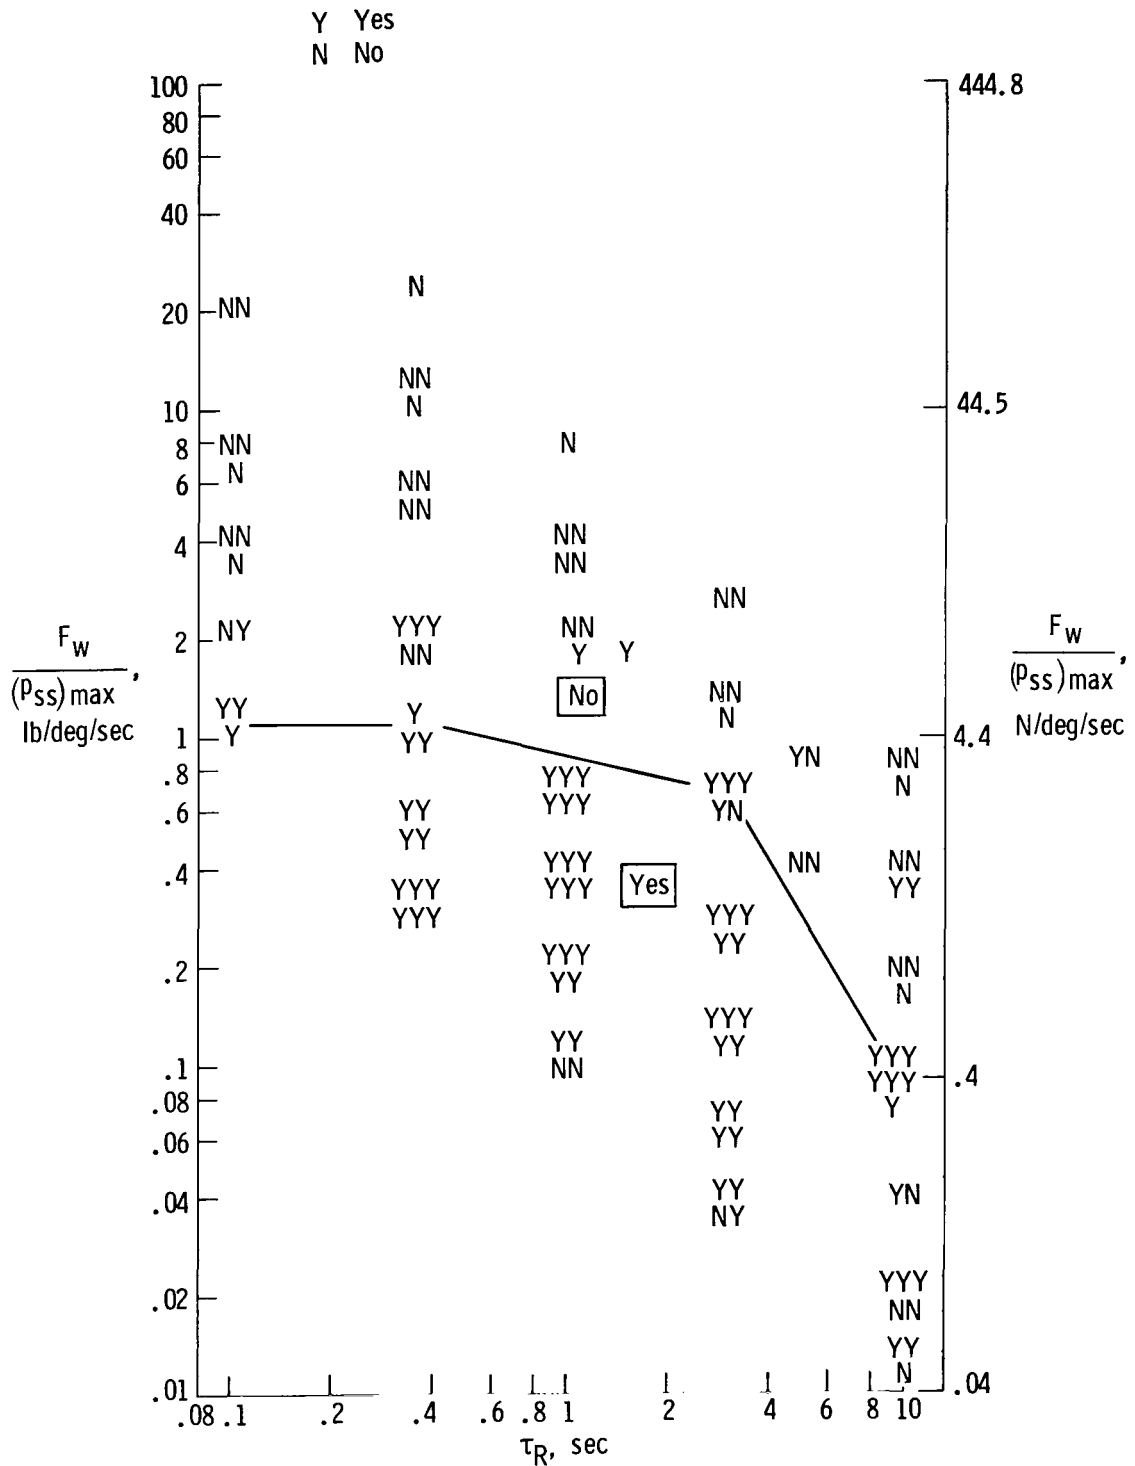 Y Yes
N No
100 444.8
80
60
40
N
20 NN
NN
10 N 44.5
8 NN N
N
6 NN
NN
4 NN NN
N NN
NN
2 NY YYY NN
NN Y Y
F_W / (p_ss)max, lb/deg/sec
F_W / (p_ss)max, N/deg/sec
No NN
N
YY Y
1 Y YY 4.4
YN NN
.8 YYY YYY N
.6 YY YYY YN
YY
.4 YYY NN NN
YYY YYY Yes YY
YYY YYY
YY
.2 YYY NN
YY N
YYY
YY YY YYY
.1 NN YYY .4
.08 YY Y
.06 YY
.04 YY YN
NY
.02 YYY
NN
YY
N
.01 .04
.08 .1 .2 .4 .6 .8 1 2 4 6 8 10
τ_R, sec